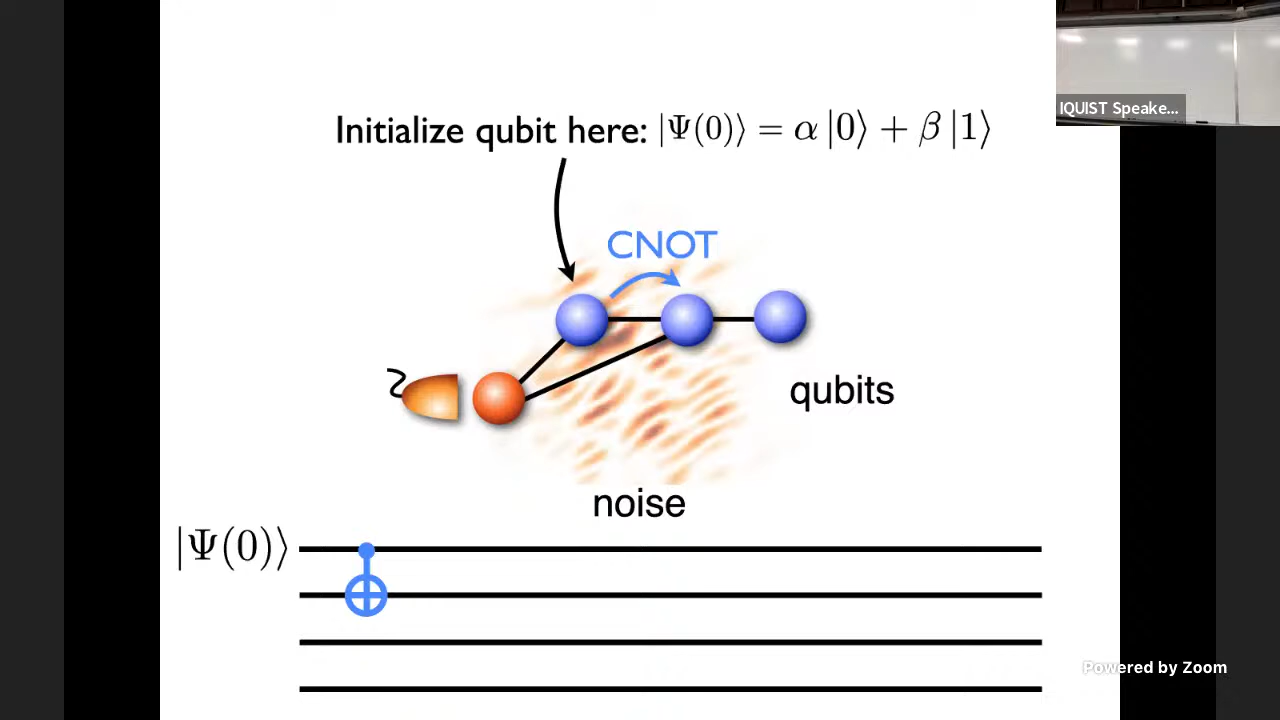 IQUIST Speake...
Initialize qubit here: |Ψ(0)⟩ = α |0⟩ + β |1⟩
CNOT
qubits
noise
|Ψ(0)⟩
Powered by Zoom